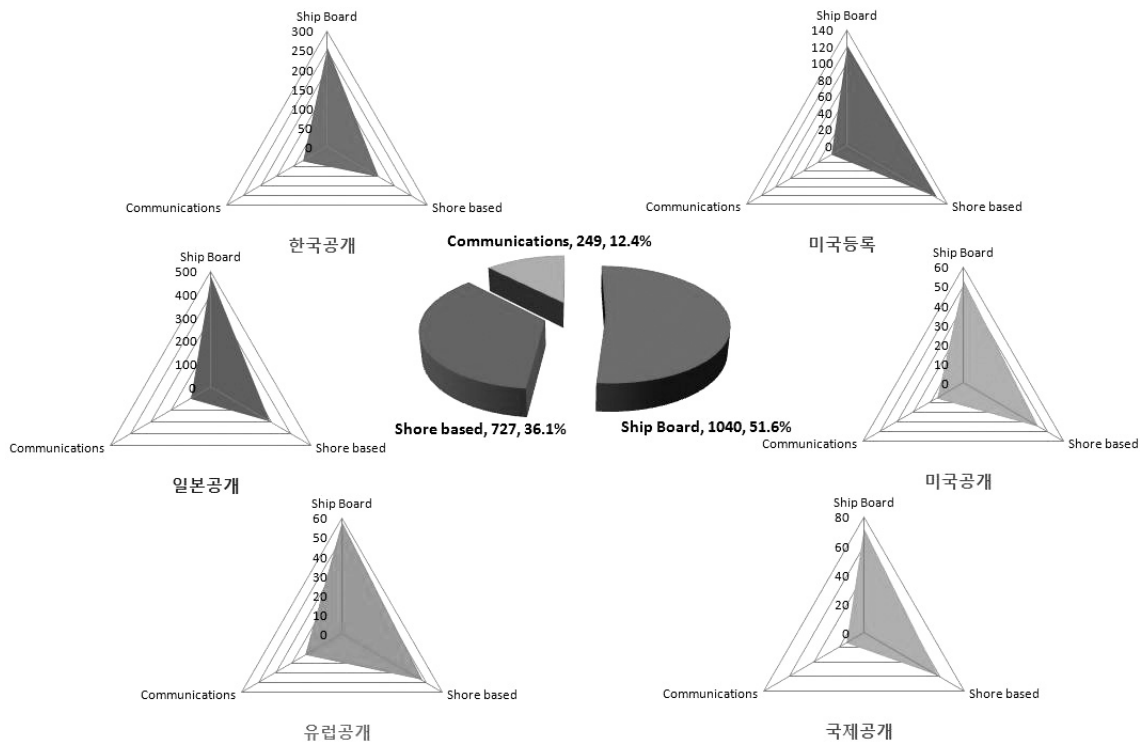 Ship Board
300
250
200
150
100
50
0
Communications
Shore based
한국공개
Ship Board
140
120
100
80
60
40
20
0
Communications
Shore based
미국등록
Communications, 249, 12.4%
Shore based, 727, 36.1%
Ship Board, 1040, 51.6%
Ship Board
500
400
300
200
100
0
Communications
Shore based
일본공개
Ship Board
60
50
40
30
20
10
0
Communications
Shore based
미국공개
Ship Board
60
50
40
30
20
10
0
Communications
Shore based
유럽공개
Ship Board
80
60
40
20
0
Communications
Shore based
국제공개